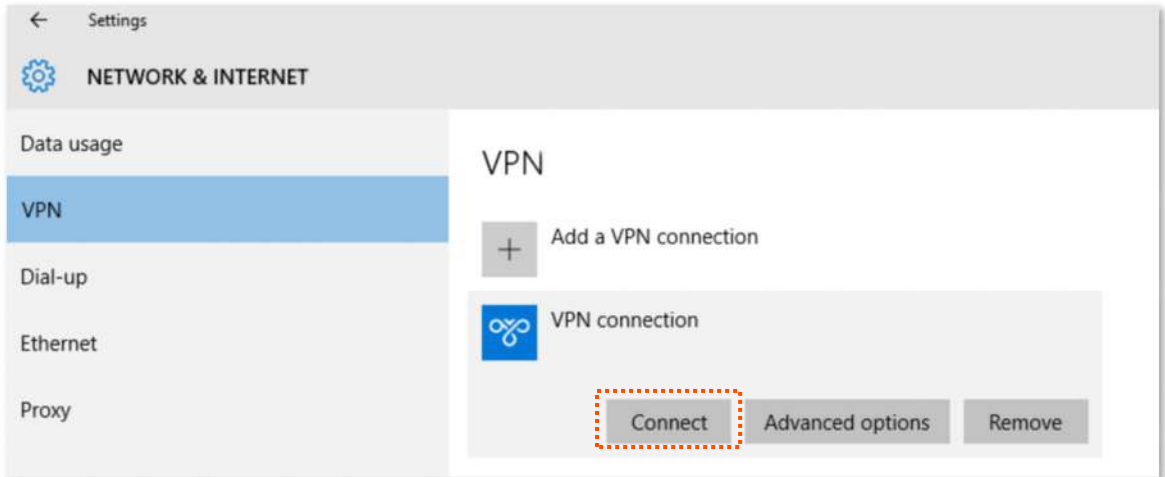 Settings
NETWORK & INTERNET
Data usage
VPN
Dial-up
Ethernet
Proxy
VPN
Add a VPN connection
VPN connection
Connect
Advanced options
Remove